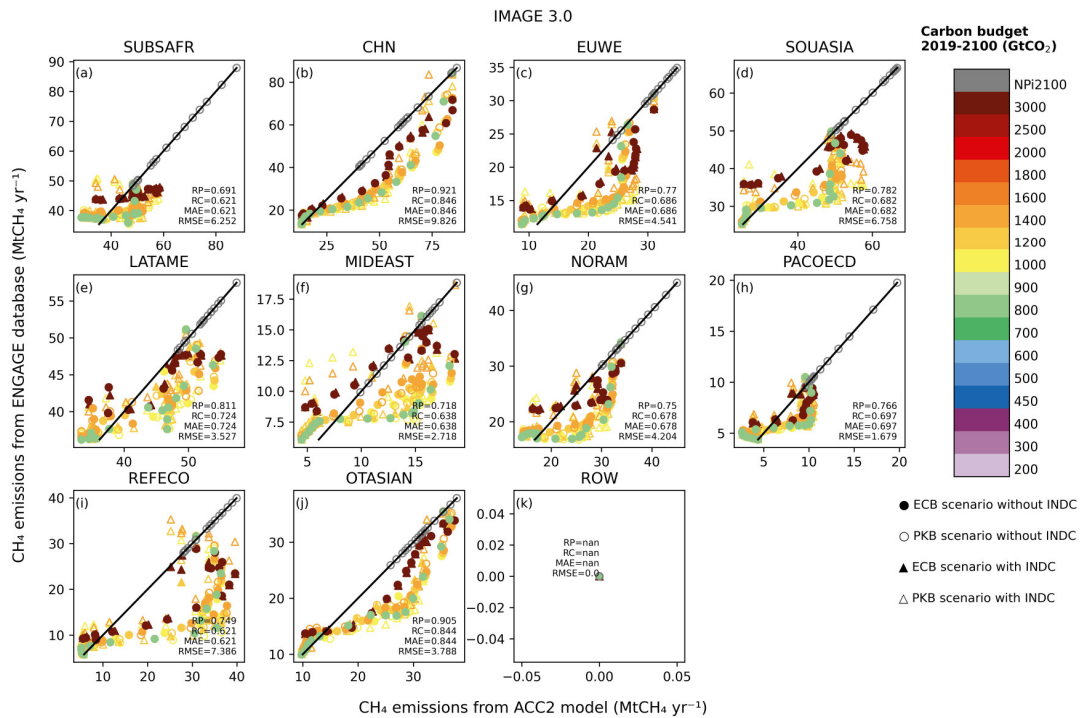 IMAGE 3.0
SUBSAFR
CHN
EUWE
SOUASIA
(a)
(b)
(c)
(d)
90
80
70
60
50
40
40
60
80
RP=0.691
RC=0.621
MAE=0.621
RMSE=6.252
80
60
40
20
25
50
75
RP=0.921
RC=0.846
MAE=0.846
RMSE=9.826
35
30
25
20
15
10
20
30
RP=0.77
RC=0.686
MAE=0.686
RMSE=4.541
60
50
40
30
40
60
RP=0.782
RC=0.682
MAE=0.682
RMSE=6.758
LATAME
MIDEAST
NORAM
PACOECD
(e)
(f)
(g)
(h)
55
50
45
40
40
50
RP=0.811
RC=0.724
MAE=0.724
RMSE=3.527
17.5
15.0
12.5
10.0
7.5
5
10
15
RP=0.718
RC=0.638
MAE=0.638
RMSE=2.718
40
30
20
20
30
40
RP=0.75
RC=0.678
MAE=0.678
RMSE=4.204
20
15
10
5
5
10
15
20
RP=0.766
RC=0.697
MAE=0.697
RMSE=1.679
REFECO
OTASIAN
ROW
(i)
(j)
(k)
40
30
20
10
10
20
30
40
RP=0.749
RC=0.621
MAE=0.621
RMSE=7.386
30
20
10
10
20
30
RP=0.905
RC=0.844
MAE=0.844
RMSE=3.788
0.04
0.02
0.00
−0.02
−0.04
−0.05
0.00
0.05
RP=nan
RC=nan
MAE=nan
RMSE=0.0
CH₄ emissions from ENGAGE database (MtCH₄ yr⁻¹)
CH₄ emissions from ACC2 model (MtCH₄ yr⁻¹)
Carbon budget
2019-2100 (GtCO₂)
NPi2100
3000
2500
2000
1800
1600
1400
1200
1000
900
800
700
600
500
450
400
300
200
ECB scenario without INDC
PKB scenario without INDC
ECB scenario with INDC
PKB scenario with INDC